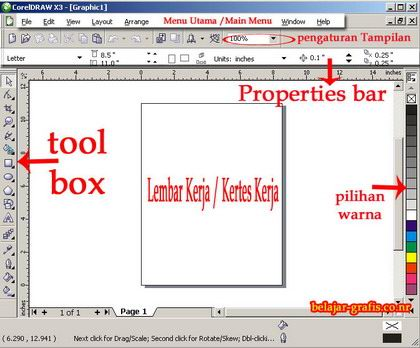 CorelDRAW X3 - [Graphic1]
File Edit View Layout Arrange Menu Utama / Main Menu Window Help
100%
pengaturan Tampilan
Letter 8.5" 11.0" Units: inches 0.1" 0.25" 0.25"
Properties bar
tool
box
Lembar Kerja / Kertes Kerja
pilihan
warna
belajar-grafis.co.nr
1 of 1 Page 1
(6.290, 12.941) Next click for Drag/Scale; Second click for Rotate/Skew; Dbl-clicki...